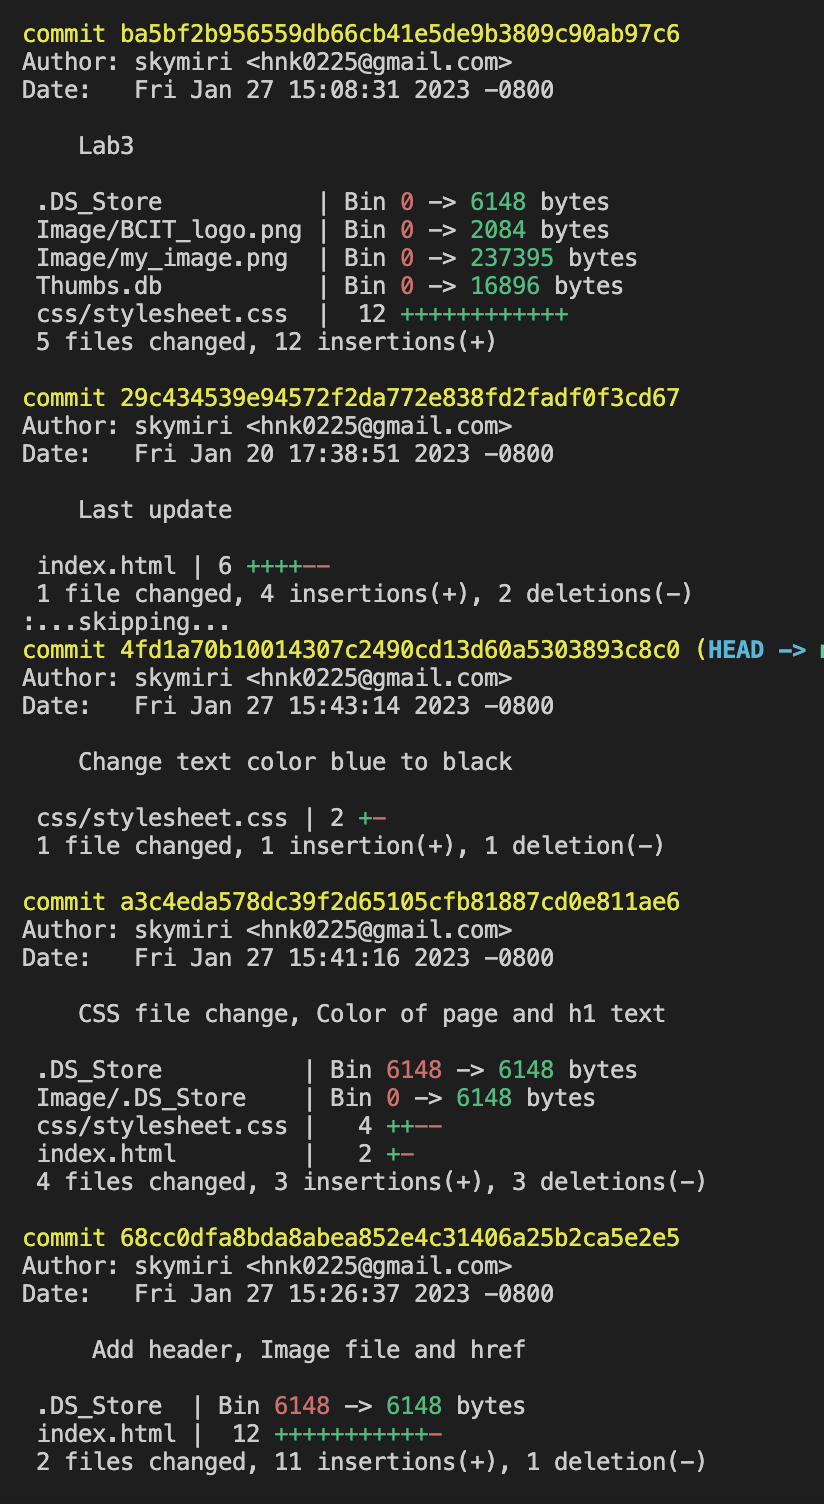 commit ba5bf2b956559db66cb41e5de9b3809c90ab97c6
Author: skymiri <hnk0225@gmail.com>
Date:   Fri Jan 27 15:08:31 2023 -0800
    Lab3
 .DS_Store           | Bin 0 -> 6148 bytes
 Image/BCIT_logo.png | Bin 0 -> 2084 bytes
 Image/my_image.png  | Bin 0 -> 237395 bytes
 Thumbs.db           | Bin 0 -> 16896 bytes
 css/stylesheet.css  |  12 ++++++++++++
 5 files changed, 12 insertions(+)
commit 29c434539e94572f2da772e838fd2fadf0f3cd67
Author: skymiri <hnk0225@gmail.com>
Date:   Fri Jan 20 17:38:51 2023 -0800
    Last update
 index.html | 6 ++++--
 1 file changed, 4 insertions(+), 2 deletions(-)
:...skipping...
commit 4fd1a70b10014307c2490cd13d60a5303893c8c0 (HEAD ->
Author: skymiri <hnk0225@gmail.com>
Date:   Fri Jan 27 15:43:14 2023 -0800
    Change text color blue to black
 css/stylesheet.css | 2 +-
 1 file changed, 1 insertion(+), 1 deletion(-)
commit a3c4eda578dc39f2d65105cfb81887cd0e811ae6
Author: skymiri <hnk0225@gmail.com>
Date:   Fri Jan 27 15:41:16 2023 -0800
    CSS file change, Color of page and h1 text
 .DS_Store          | Bin 6148 -> 6148 bytes
 Image/.DS_Store    | Bin 0 -> 6148 bytes
 css/stylesheet.css |   4 ++--
 index.html         |   2 +-
 4 files changed, 3 insertions(+), 3 deletions(-)
commit 68cc0dfa8bda8abea852e4c31406a25b2ca5e2e5
Author: skymiri <hnk0225@gmail.com>
Date:   Fri Jan 27 15:26:37 2023 -0800
     Add header, Image file and href
 .DS_Store  | Bin 6148 -> 6148 bytes
 index.html |  12 +++++++++++-
 2 files changed, 11 insertions(+), 1 deletion(-)